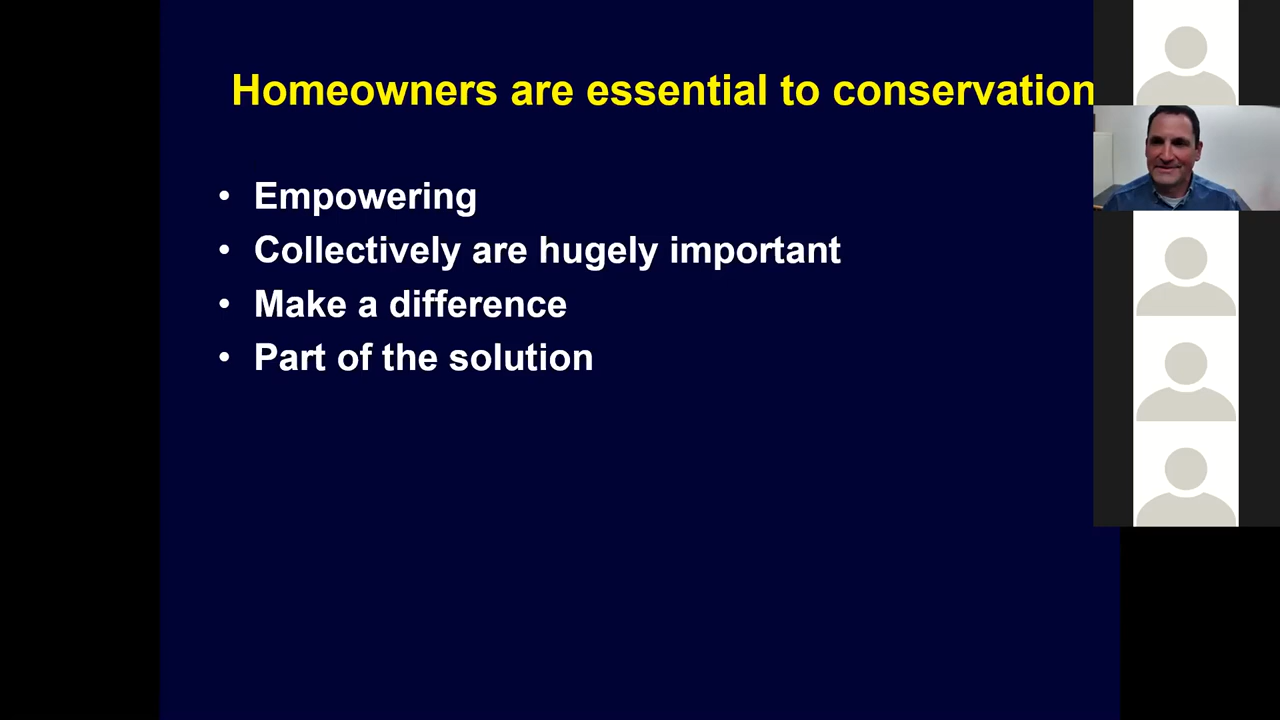 Homeowners are essential to conservation
• Empowering
• Collectively are hugely important
• Make a difference
• Part of the solution